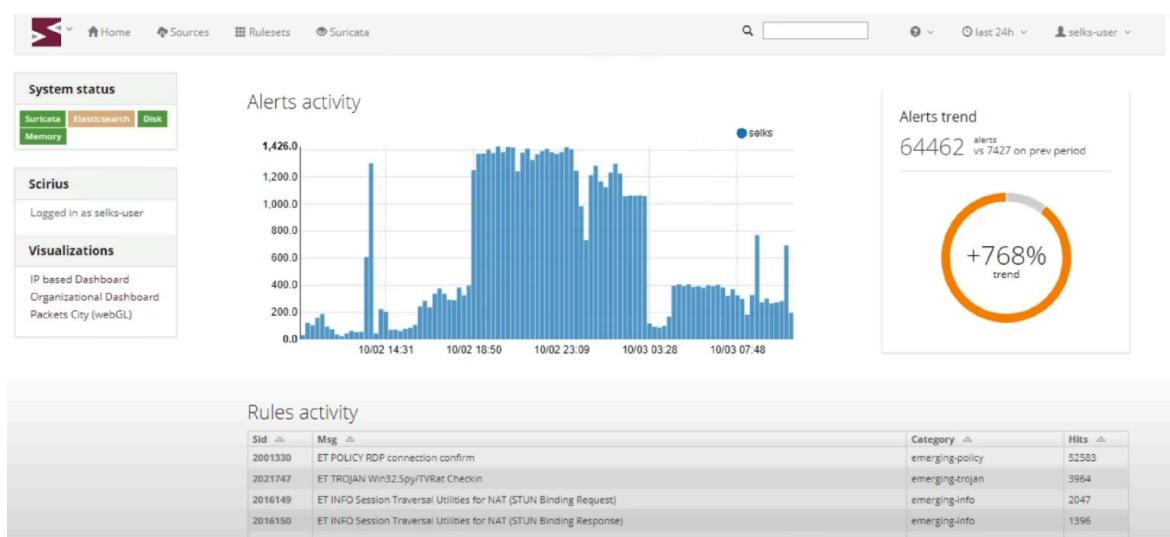 Home Sources Rulesets Suricata last 24h selks-user
System status
Suricata Elasticsearch Disk
Memory
Scirius
Logged in as selks-user
Visualizations
IP based Dashboard
Organizational Dashboard
Packets City (webGL)
Alerts activity
selks
1,426.0
1,200.0
1,000.0
800.0
600.0
400.0
200.0
0.0
10/02 14:31 10/02 18:50 10/02 23:09 10/03 03:28 10/03 07:48
Alerts trend
64462 alerts
vs 7427 on prev period
+768%
trend
Rules activity
Sid Msg Category Hits
2001330 ET POLICY RDP connection confirm emerging-policy 52583
2021747 ET TROJAN Win32.Spy/TVRat Checkin emerging-trojan 3964
2016149 ET INFO Session Traversal Utilities for NAT (STUN Binding Request) emerging-info 2047
2016150 ET INFO Session Traversal Utilities for NAT (STUN Binding Response) emerging-info 1396